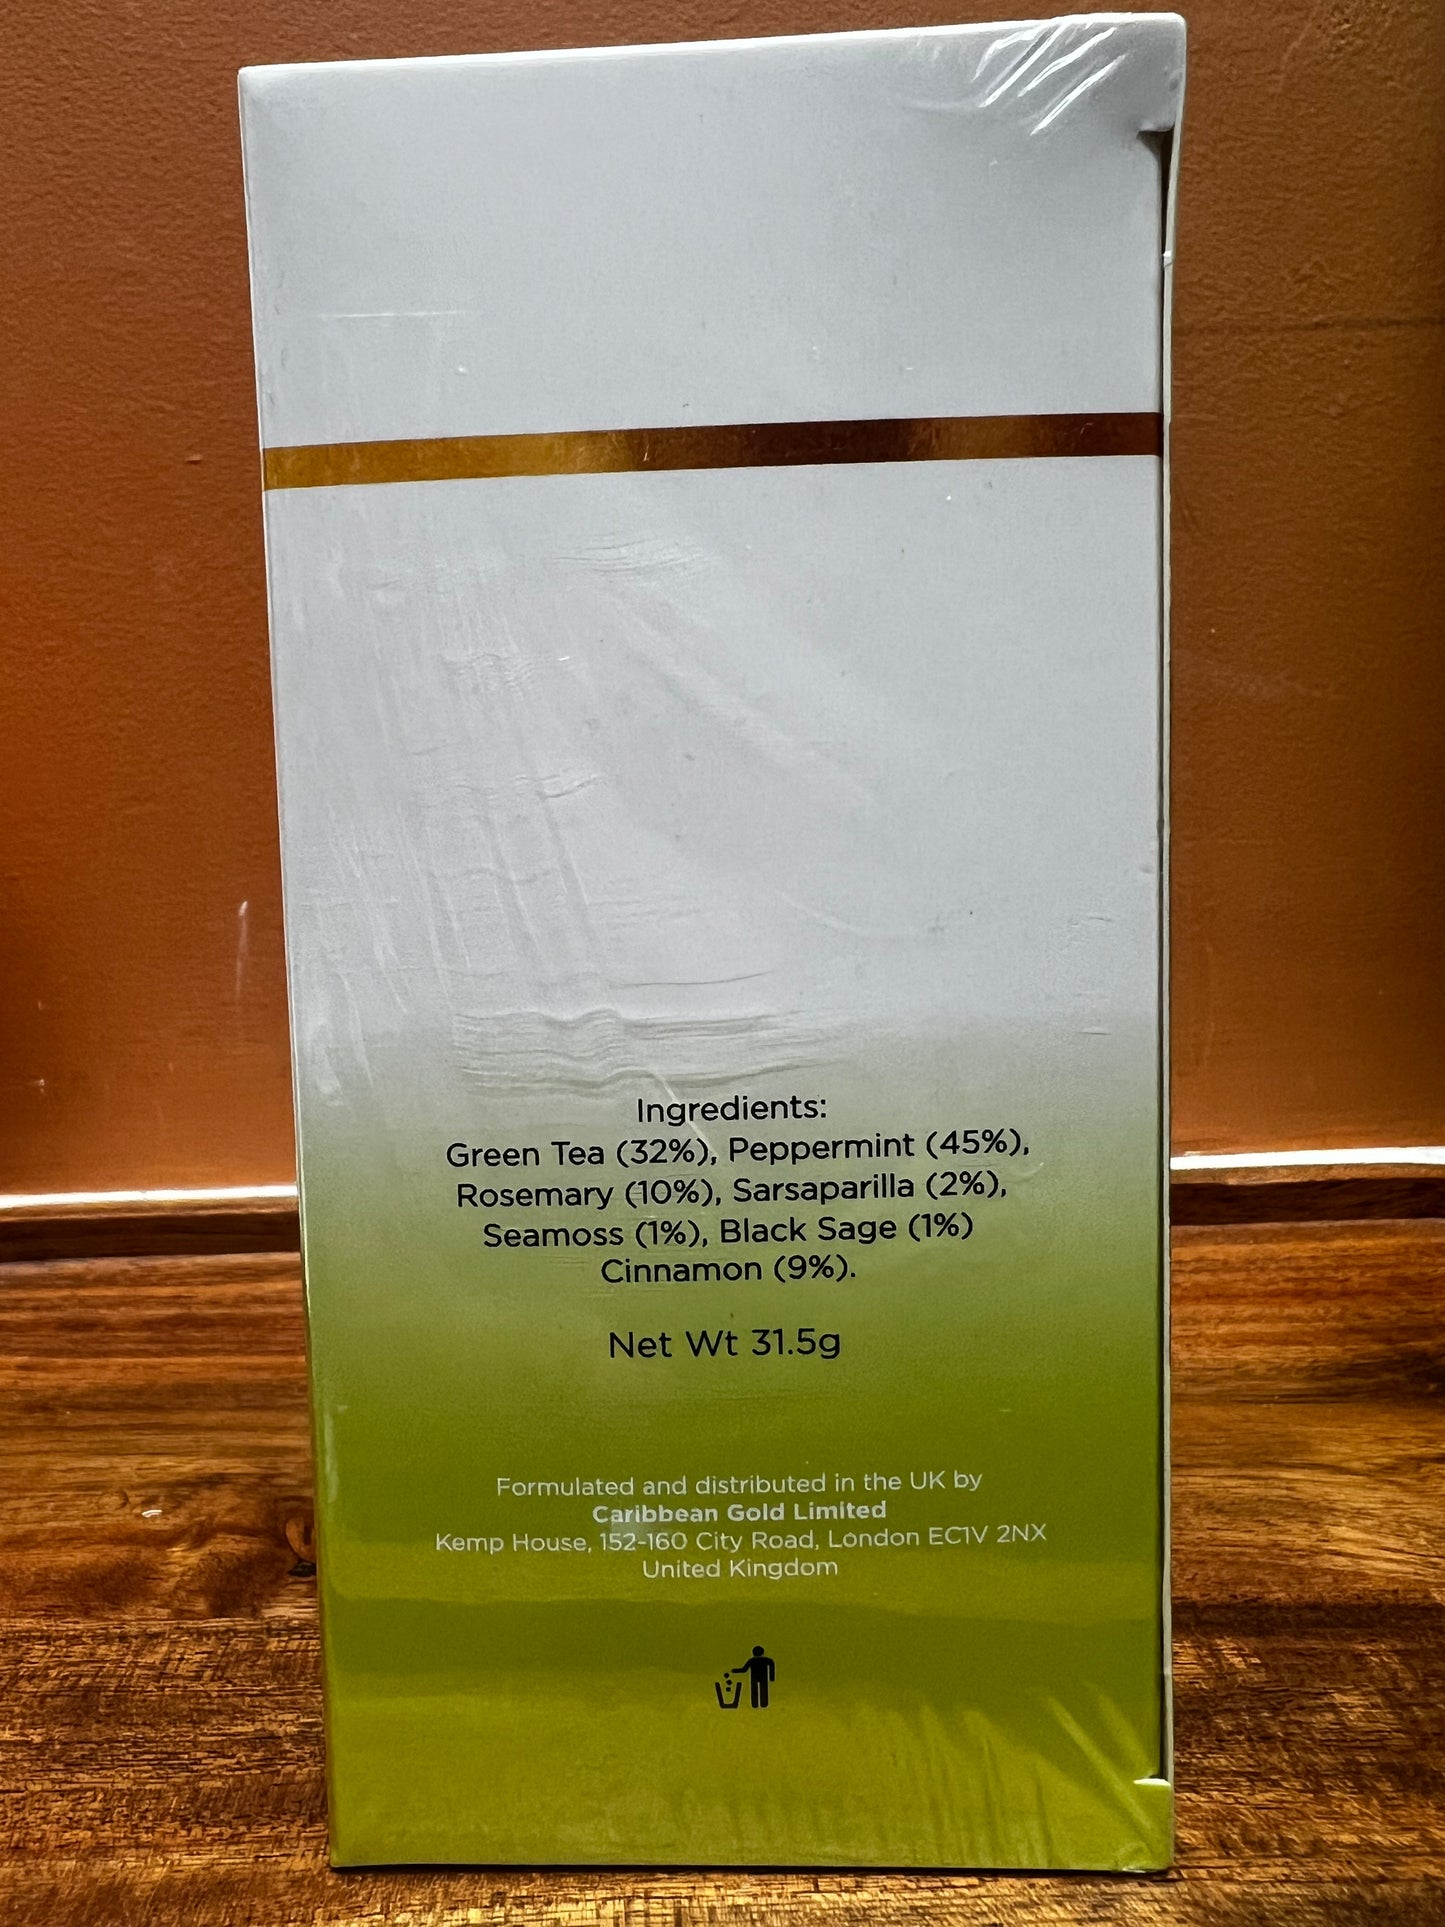 Ingredients:
Green Tea (32%), Peppermint (45%),
Rosemary (10%), Sarsaparilla (2%),
Seamoss (1%), Black Sage (1%)
Cinnamon (9%).
Net Wt 31.5g
Formulated and distributed in the UK by
Caribbean Gold Limited
Kemp House, 152-160 City Road, London EC1V 2NX
United Kingdom